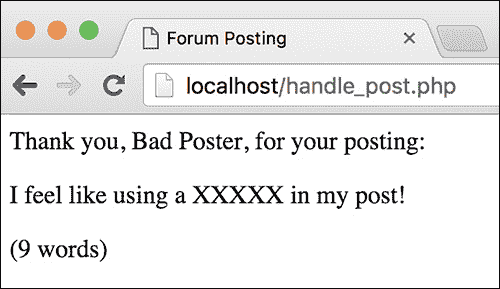 Forum Posting
localhost/handle_post.php
Thank you, Bad Poster, for your posting:
I feel like using a XXXXX in my post!
(9 words)